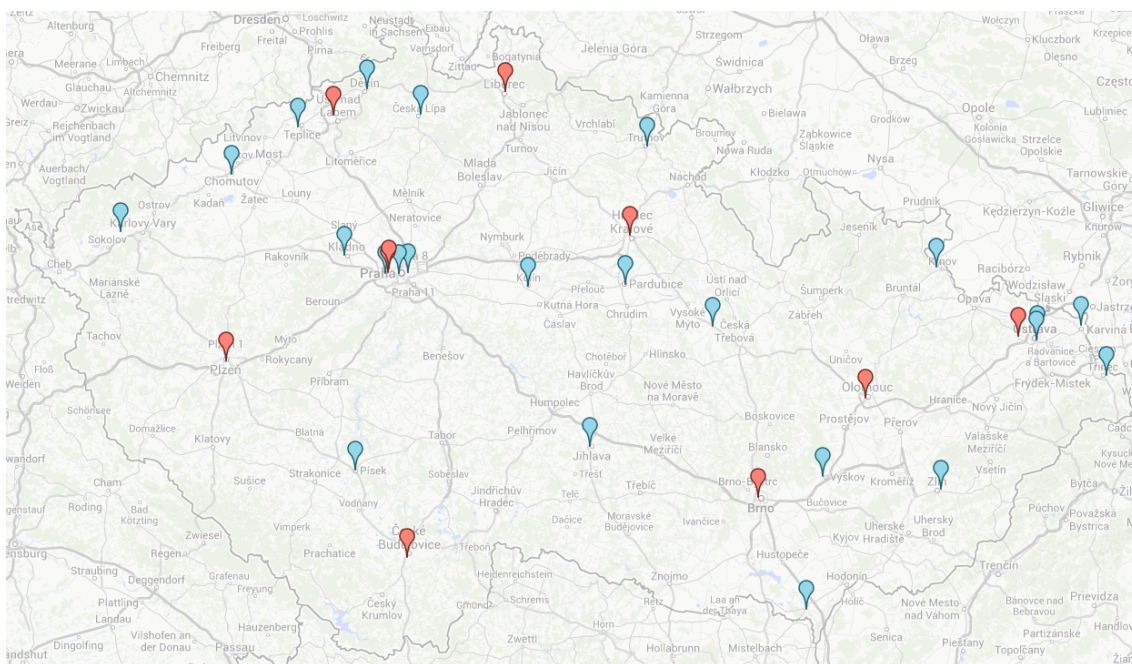 Altenburg
Dresden
Loschwitz
Prohlis
Neustadt
in Sachsen
Eibau
Varnsdorf
Bogatynia
Jelenia Góra
Strzegom
Oława
Wołczyn
Kluczbork
Olesno
Meerane
Limbach
Freiberg
Freital
Pirna
Zittau
Świdnica
Brzeg
Chemnitz
Glauchau
Altchemnitz
Zwickau
Werdau
Reichenbach
im Vogtland
Greiz
Děčín
Liberec
Ústí nad
Labem
Česká Lípa
Jablonec
nad Nisou
Kamienna
Góra
Wałbrzych
Bielawa
Opole
Kolonia
Gosławicka
Grodków
Lubliniec
Teplice
Litvínov
Most
Litoměřice
Turnov
Vrchlabí
Trutnov
Broumov
Nowa Ruda
Ząbkowice
Śląskie
Strzelce
Opolskie
Auerbach/
Vogtland
Chomutov
Mladá
Boleslav
Jičín
Náchod
Kłodzko
Otmuchów
Nysa
Tarnowskie
Góry
Ostrov
Kadaň
Žatec
Louny
Mělník
Prudnik
Kędzierzyn-Koźle
Gliwice
Karlovy Vary
Sokolov
Slaný
Kladno
Neratovice
Nymburk
Hradec
Králové
Jeseník
Knurów
Rybnik
Cheb
Rakovník
Praha
Praha 11
Poděbrady
Kolín
Pardubice
Přelouč
Ústí nad
Orlicí
Krnov
Racibórz
Mariánské
Lázně
Beroun
Kutná Hora
Chrudim
Čáslav
Vysoké
Mýto
Česká
Třebová
Šumperk
Zábřeh
Bruntál
Opava
Wodzisław
Śląski
Jastrzę
Tachov
Plzeň 1
Plzeň
Mýto
Rokycany
Benešov
Chotěboř
Hlinsko
Ostrava
Karviná
Radvanice
a Bartovice
Třinec
Frýdek-Místek
Floß
Weiden
Příbram
Havlíčkův
Brod
Nové Město
na Moravě
Uničov
Olomouc
Hranice
Nový Jičín
Schönsee
Domažlice
Klatovy
Blatná
Tábor
Humpolec
Pelhřimov
Boskovice
Prostějov
Přerov
Valašské
Meziříčí
Cham
Sušice
Strakonice
Písek
Soběslav
Jihlava
Třešť
Velké
Meziříčí
Blansko
Vyškov
Kroměříž
Vsetín
Zlín
Bytča
Roding
Bad
Kötzting
Vodňany
Jindřichův
Hradec
Telč
Třebíč
Brno
Bučovice
Púchov
Považská
Bystrica
Zwiesel
Vimperk
Prachatice
České
Budějovice
Třeboň
Dačice
Moravské
Budějovice
Ivančice
Kyjov
Uherské
Hradiště
Uherský
Brod
Regen
Straubing
Deggendorf
Grafenau
Freyung
Heidenreichstein
Znojmo
Hustopeče
Hodonín
Trenčín
Plattling
Landau
Hauzenberg
Český
Krumlov
Gmünd
Schrems
Retz
Laa an
der Thaya
Holíč
Nové Mesto
nad Váhom
Bánovce nad
Bebravou
Prievidza
Dingolfing
Vilshofen an
der Donau
Passau
Zwettl
Horn
Hollabrunn
Mistelbach
Senica
Piešťany
Partizánske
Topoľčany